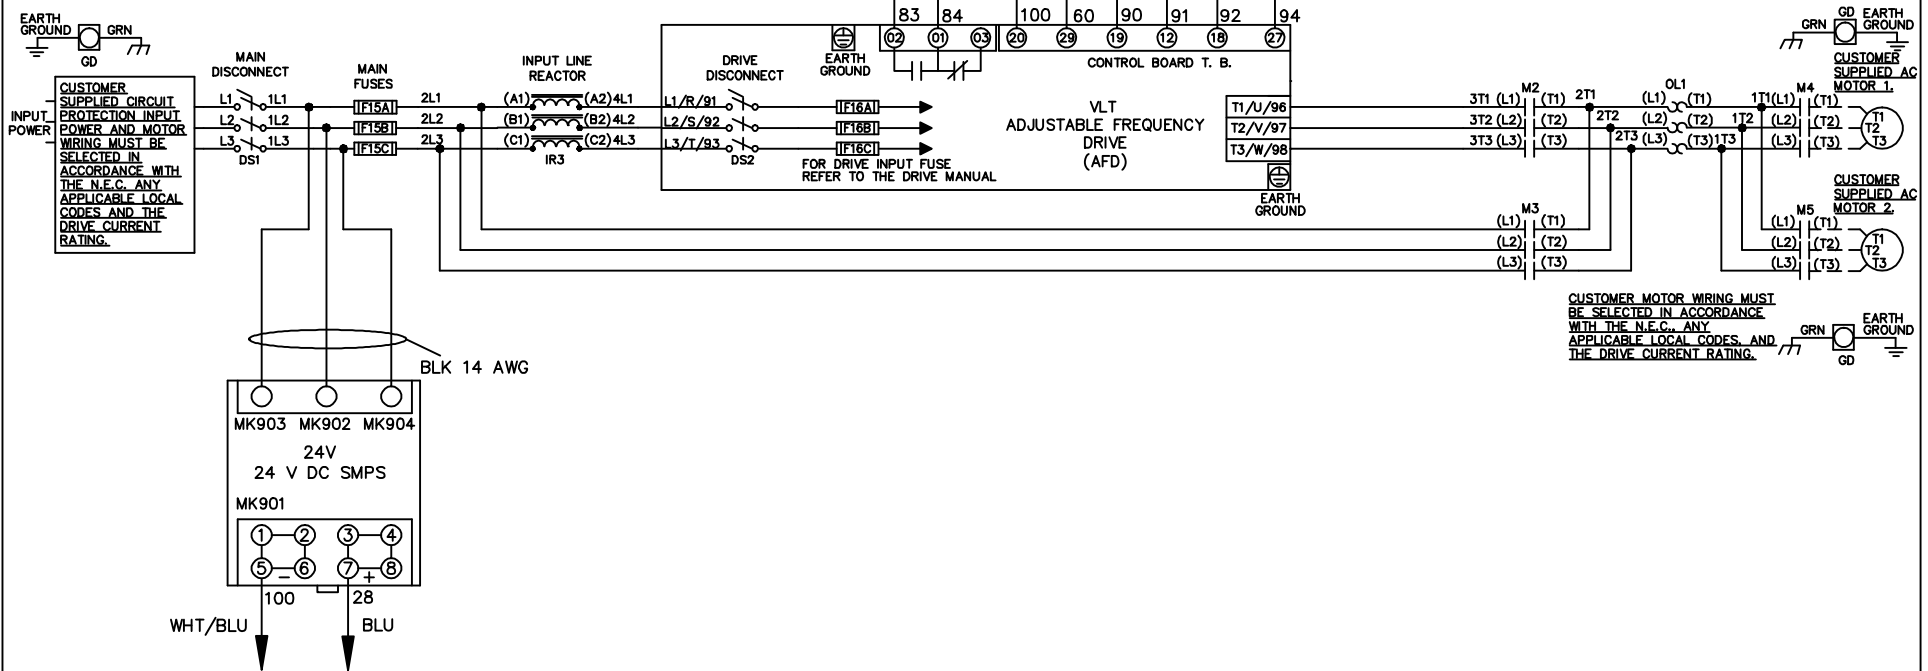 EARTH
GROUND
GRN
GD
INPUT
POWER
CUSTOMER
SUPPLIED CIRCUIT
PROTECTION INPUT
POWER AND MOTOR
WIRING MUST BE
SELECTED IN
ACCORDANCE WITH
THE N.E.C. ANY
APPLICABLE LOCAL
CODES AND THE
DRIVE CURRENT
RATING.
MAIN
DISCONNECT
L1 1L1
L2 1L2
L3 1L3
DS1
MAIN
FUSES
F15A
F15B
F15C
2L1
2L2
2L3
INPUT LINE
REACTOR
(A1) (A2) 4L1
(B1) (B2) 4L2
(C1) (C2) 4L3
IR3
L1/R/91
L2/S/92
L3/T/93
DRIVE
DISCONNECT
DS2
EARTH
GROUND
F16A
F16B
F16C
FOR DRIVE INPUT FUSE
REFER TO THE DRIVE MANUAL
83 84 100 60 90 91 92 94
02 01 03 20 29 19 12 18 27
CONTROL BOARD T. B.
VLT
ADJUSTABLE FREQUENCY
DRIVE
(AFD)
T1/U/96
T2/V/97
T3/W/98
EARTH
GROUND
M2
3T1 (L1) (T1) 2T1
3T2 (L2) (T2) 2T2
3T3 (L3) (T3) 2T3
M3
(L1) (T1)
(L2) (T2)
(L3) (T3)
OL1
(L1) (T1) 1T1
(L2) (T2) 1T2
(L3) (T3) 1T3
M4
(L1) (T1)
(L2) (T2)
(L3) (T3)
T1
T2
T3
GD EARTH
GRN GROUND
CUSTOMER
SUPPLIED AC
MOTOR 1.
CUSTOMER
SUPPLIED AC
MOTOR 2.
M5
(L1) (T1)
(L2) (T2)
(L3) (T3)
T1
T2
T3
CUSTOMER MOTOR WIRING MUST
BE SELECTED IN ACCORDANCE
WITH THE N.E.C., ANY
APPLICABLE LOCAL CODES, AND
THE DRIVE CURRENT RATING.
EARTH
GRN GROUND
GD
BLK 14 AWG
MK903 MK902 MK904
24V
24 V DC SMPS
MK901
1 2 3 4
5 6 7 8
- +
100 28
WHT/BLU BLU